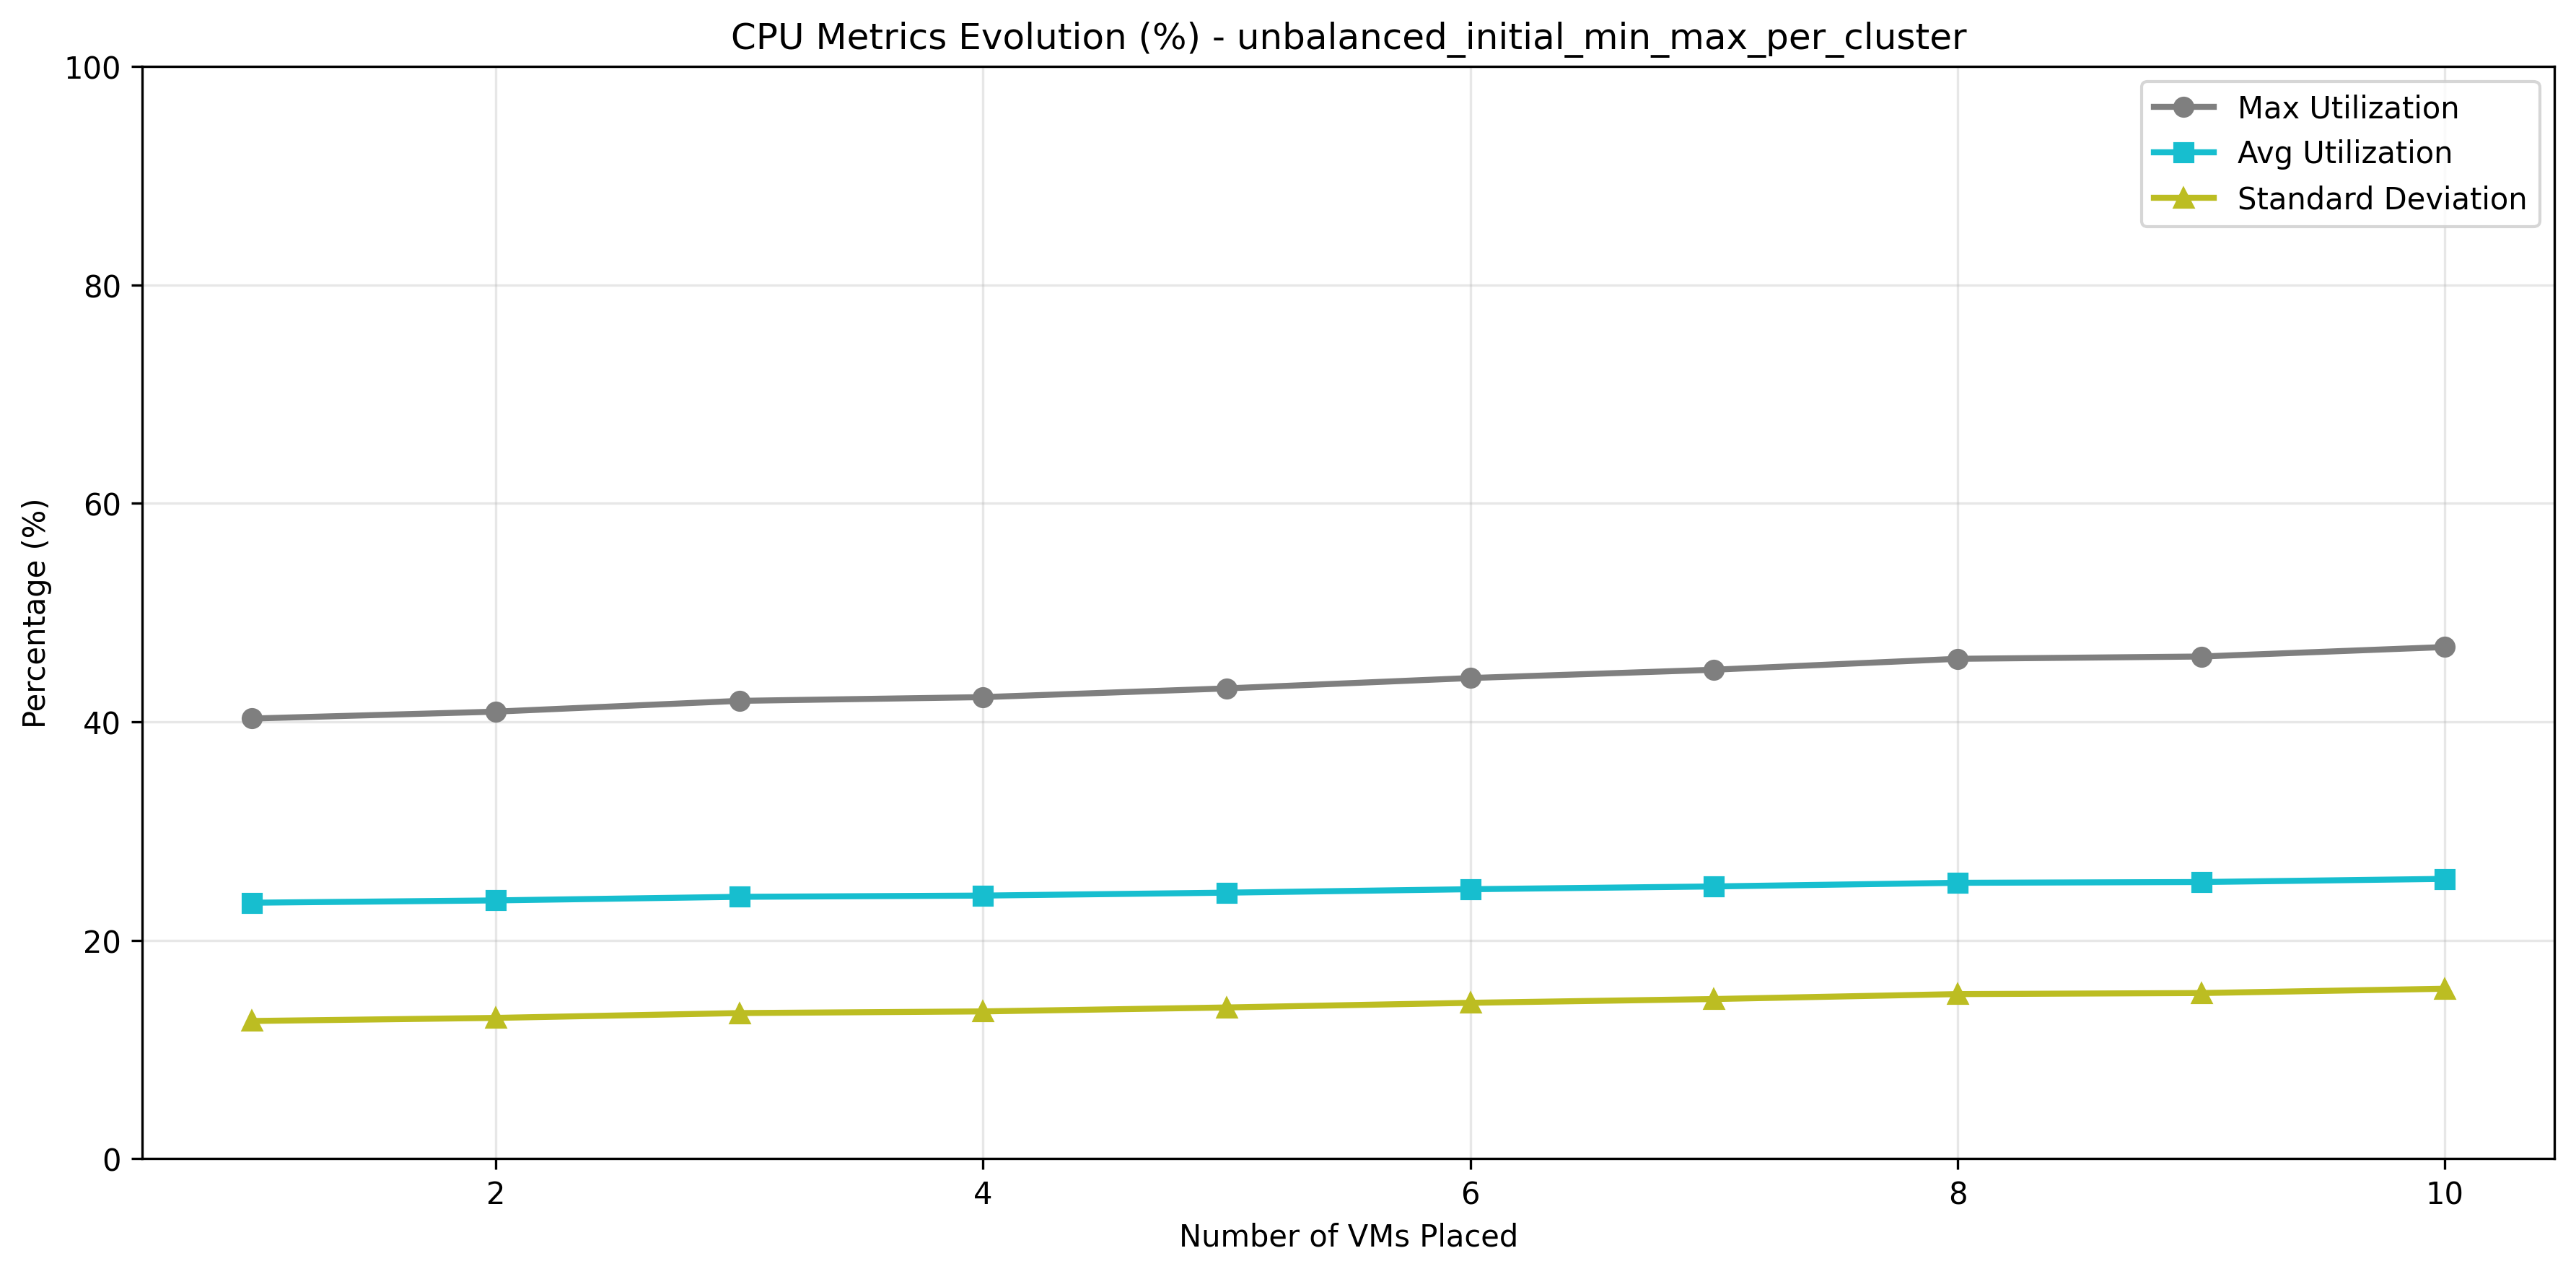 CPU Metrics Evolution (%) - unbalanced_initial_min_max_per_cluster
100
80
60
40
20
0
Percentage (%)
Max Utilization
Avg Utilization
Standard Deviation
2
4
6
8
10
Number of VMs Placed